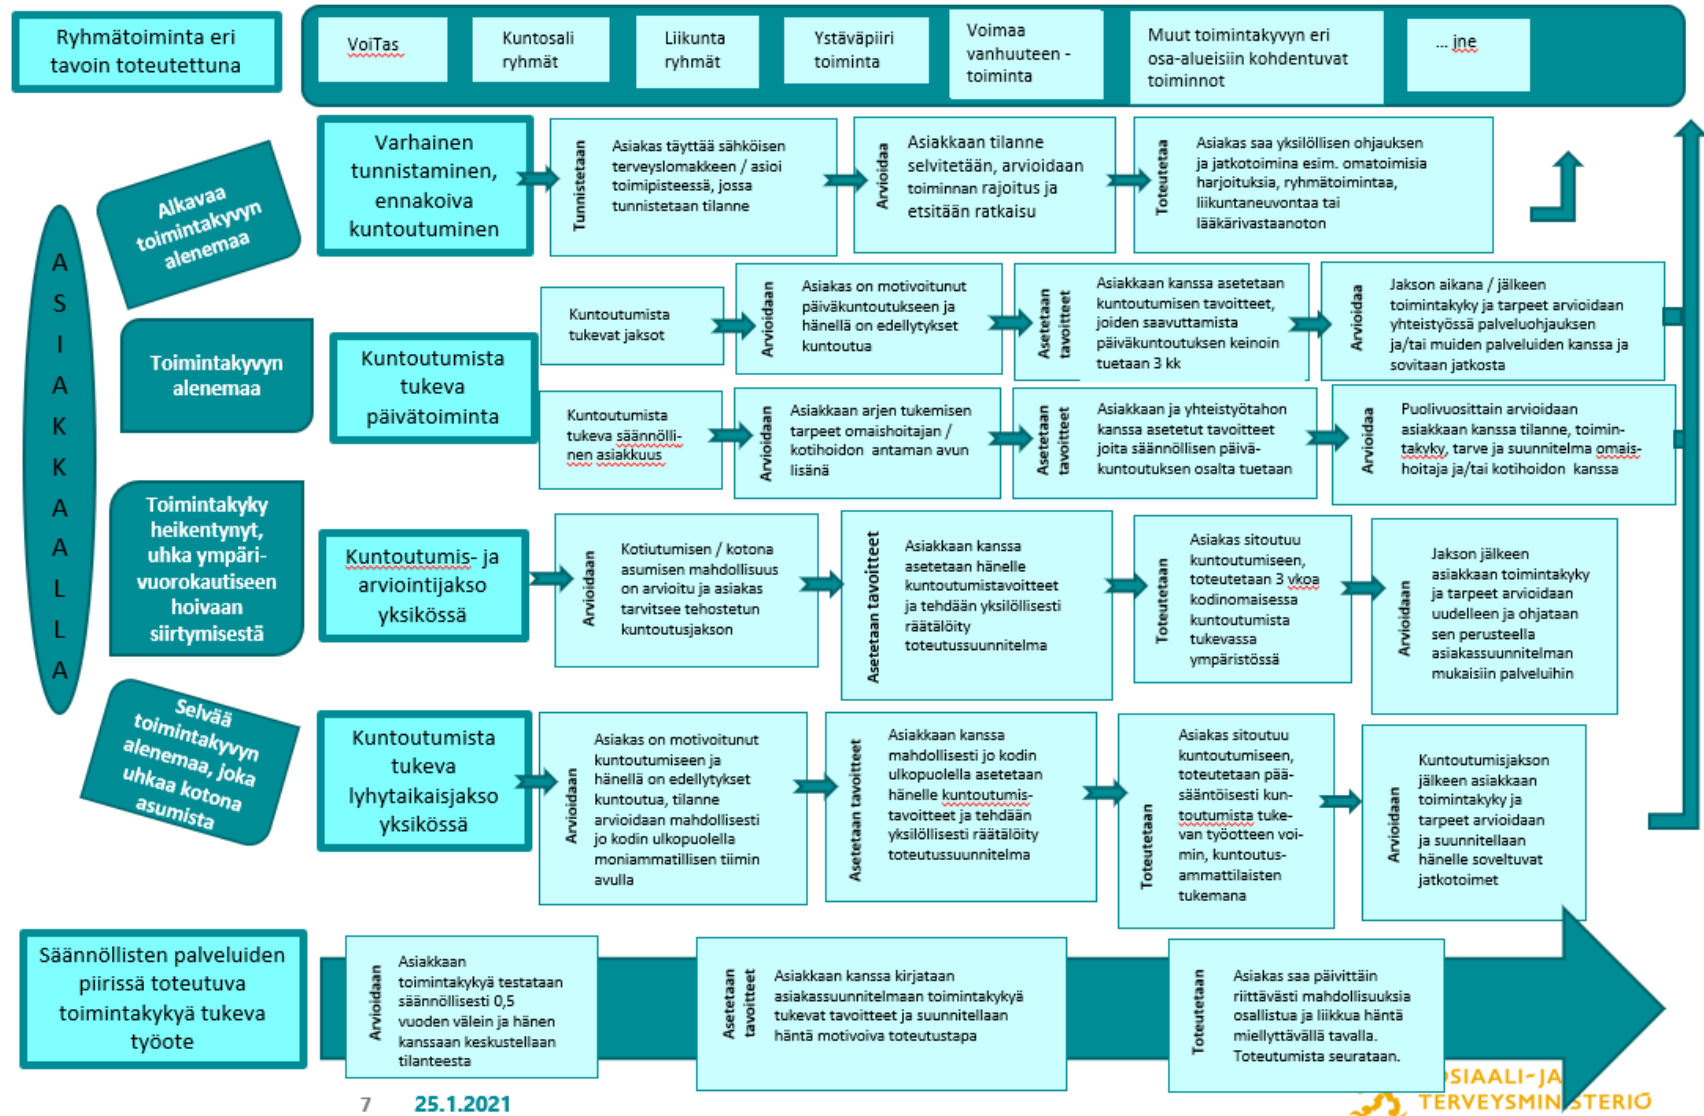 Ryhmätoiminta eri
tavoin toteutettuna
VoiTas
Kuntosali
ryhmät
Liikunta
ryhmät
Ystäväpiiri
toiminta
Voimaa
vanhuuteen -
toiminta
Muut toimintakyvyn eri
osa-alueisiin kohdentuvat
toiminnot
... jne
ASIAKKAALLA
Alkavaa
toimintakyvyn
alenemaa
Varhainen
tunnistaminen,
ennakoiva
kuntoutuminen
Tunnistetaan
Asiakas täyttää sähköisen
terveyslomakkeen / asioi
toimipisteessä, jossa
tunnistetaan tilanne
Arvioidaa
Asiakkaan tilanne
selvitetään, arvioidaan
toiminnan rajoitus ja
etsitään ratkaisu
Toteutetaa
Asiakas saa yksilöllisen ohjauksen
ja jatkotoimina esim. omatoimisia
harjoituksia, ryhmätoimintaa,
liikuntaneuvontaa tai
lääkärivastaanoton
Toimintakyvyn
alenemaa
Kuntoutumista
tukeva
päivätoiminta
Kuntoutumista
tukevat jaksot
Arvioidaan
Asiakas on motivoitunut
päiväkuntoutukseen ja
hänellä on edellytykset
kuntoutua
Asetetaan
tavoitteet
Asiakkaan kanssa asetetaan
kuntoutumisen tavoitteet,
joiden saavuttamista
päiväkuntoutuksen keinoin
tuetaan 3 kk
Arvioidaa
Jakson aikana / jälkeen
toimintakyky ja tarpeet arvioidaan
yhteistyössä palveluohjauksen
ja/tai muiden palveluiden kanssa ja
sovitaan jatkosta
Kuntoutumista
tukeva säännölli-
nen asiakkuus
Arvioidaan
Asiakkaan arjen tukemisen
tarpeet omaishoitajan /
kotihoidon antaman avun
lisänä
Asetetaan
tavoitteet
Asiakkaan ja yhteistyötahon
kanssa asetetut tavoitteet
joita säännöllisen päivä-
kuntoutuksen osalta tuetaan
Arvioidaa
Puolivuosittain arvioidaan
asiakkaan kanssa tilanne, toimin-
takyky, tarve ja suunnitelma omais-
hoitaja ja/tai kotihoidon kanssa
Toimintakyky
heikentynyt,
uhka ympäri-
vuorokautiseen
hoivaan
siirtymisestä
Kuntoutumis- ja
arviointijakso
yksikössä
Arvioidaan
Kotiutumisen / kotona
asumisen mahdollisuus
on arvioitu ja asiakas
tarvitsee tehostetun
kuntoutusjakson
Asetetaan tavoitteet
Asiakkaan kanssa
asetetaan hänelle
kuntoutumistavoitteet
ja tehdään yksilöllisesti
räätälöity
toteutussuunnitelma
Toteutetaan
Asiakas sitoutuu
kuntoutumiseen,
toteutetaan 3 vkoa
kodinomaisessa
kuntoutumista
tukevassa
ympäristössä
Arvioidaan
Jakson jälkeen
asiakkaan toimintakyky
ja tarpeet arvioidaan
uudelleen ja ohjataan
sen perusteella
asiakassuunnitelman
mukaisiin palveluihin
Selvää
toimintakyvyn
alenemaa, joka
uhkaa kotona
asumista
Kuntoutumista
tukeva
lyhytaikaisjakso
yksikössä
Arvioidaan
Asiakas on motivoitunut
kuntoutumiseen ja
hänellä on edellytykset
kuntoutua, tilanne
arvioidaan mahdollisesti
jo kodin ulkopuolella
moniammatillisen tiimin
avulla
Asetetaan tavoitteet
Asiakkaan kanssa
mahdollisesti jo kodin
ulkopuolella asetetaan
hänelle kuntoutumis-
tavoitteet ja tehdään
yksilöllisesti räätälöity
toteutussuunnitelma
Toteutetaan
Asiakas sitoutuu
kuntoutumiseen,
toteutetaan pää-
sääntöisesti kun-
toutumista tuke-
van työotteen voi-
min, kuntoutus-
ammattilaisten
tukemana
Arvioidaan
Kuntoutumisjakson
jälkeen asiakkaan
toimintakyky ja
tarpeet arvioidaan
ja suunnitellaan
hänelle soveltuvat
jatkotoimet
Säännöllisten palveluiden
piirissä toteutuva
toimintakykyä tukeva
työote
Arvioidaan
Asiakkaan
toimintakykyä testataan
säännöllisesti 0,5
vuoden välein ja hänen
kanssaan keskustellaan
tilanteesta
Asetetaan
tavoitteet
Asiakkaan kanssa kirjataan
asiakassuunnitelmaan toimintakykyä
tukevat tavoitteet ja suunnitellaan
häntä motivoiva toteutustapa
Toteutetaan
Asiakas saa päivittäin
riittävästi mahdollisuuksia
osallistua ja liikkua häntä
miellyttävällä tavalla.
Toteutumista seurataan.
7 25.1.2021
OSIAALI-JA
TERVEYSMINISTERIÖ